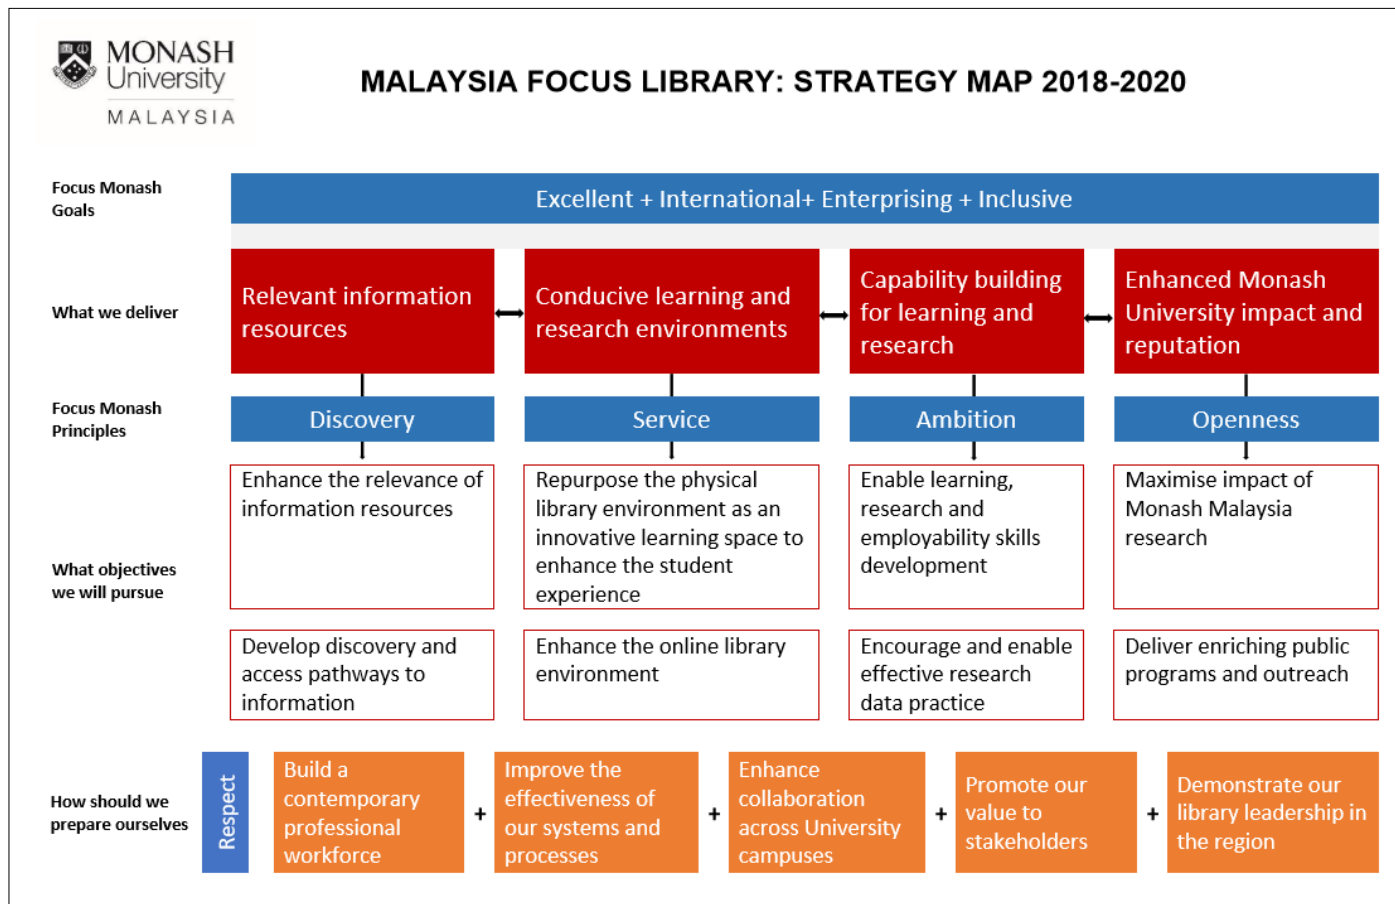 MONASH
University
MALAYSIA
MALAYSIA FOCUS LIBRARY: STRATEGY MAP 2018-2020
Focus Monash
Goals
Excellent + International+ Enterprising + Inclusive
What we deliver
Relevant information
resources
Conducive learning and
research environments
Capability building
for learning and
research
Enhanced Monash
University impact and
reputation
Focus Monash
Principles
Discovery
Service
Ambition
Openness
What objectives
we will pursue
Enhance the relevance of
information resources
Repurpose the physical
library environment as an
innovative learning space to
enhance the student
experience
Enable learning,
research and
employability skills
development
Maximise impact of
Monash Malaysia
research
Develop discovery and
access pathways to
information
Enhance the online library
environment
Encourage and enable
effective research
data practice
Deliver enriching public
programs and outreach
How should we
prepare ourselves
Respect
Build a
contemporary
professional
workforce
+
Improve the
effectiveness of
our systems and
processes
+
Enhance
collaboration
across University
campuses
+
Promote our
value to
stakeholders
+
Demonstrate our
library leadership in
the region